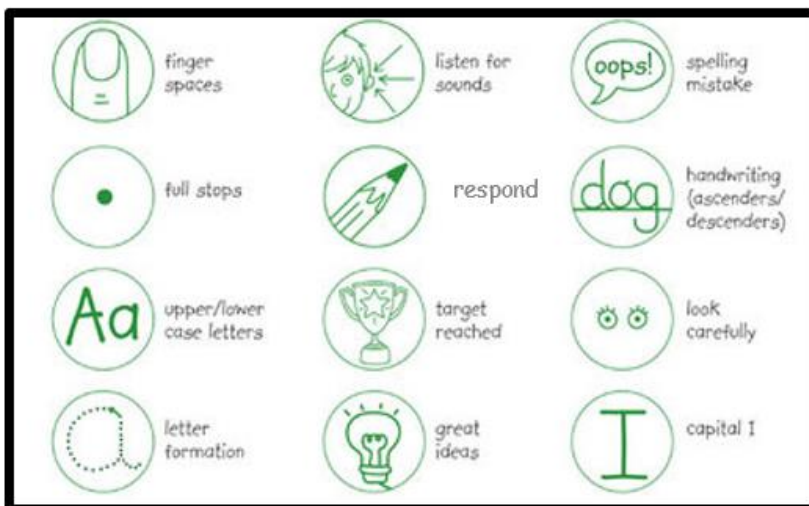 finger
spaces
listen for
sounds
oops!
spelling
mistake
full stops
respond
dog
handwriting
(ascenders/
descenders)
Aa
upper/lower
case letters
target
reached
look
carefully
a
letter
formation
great
ideas
I
capital I